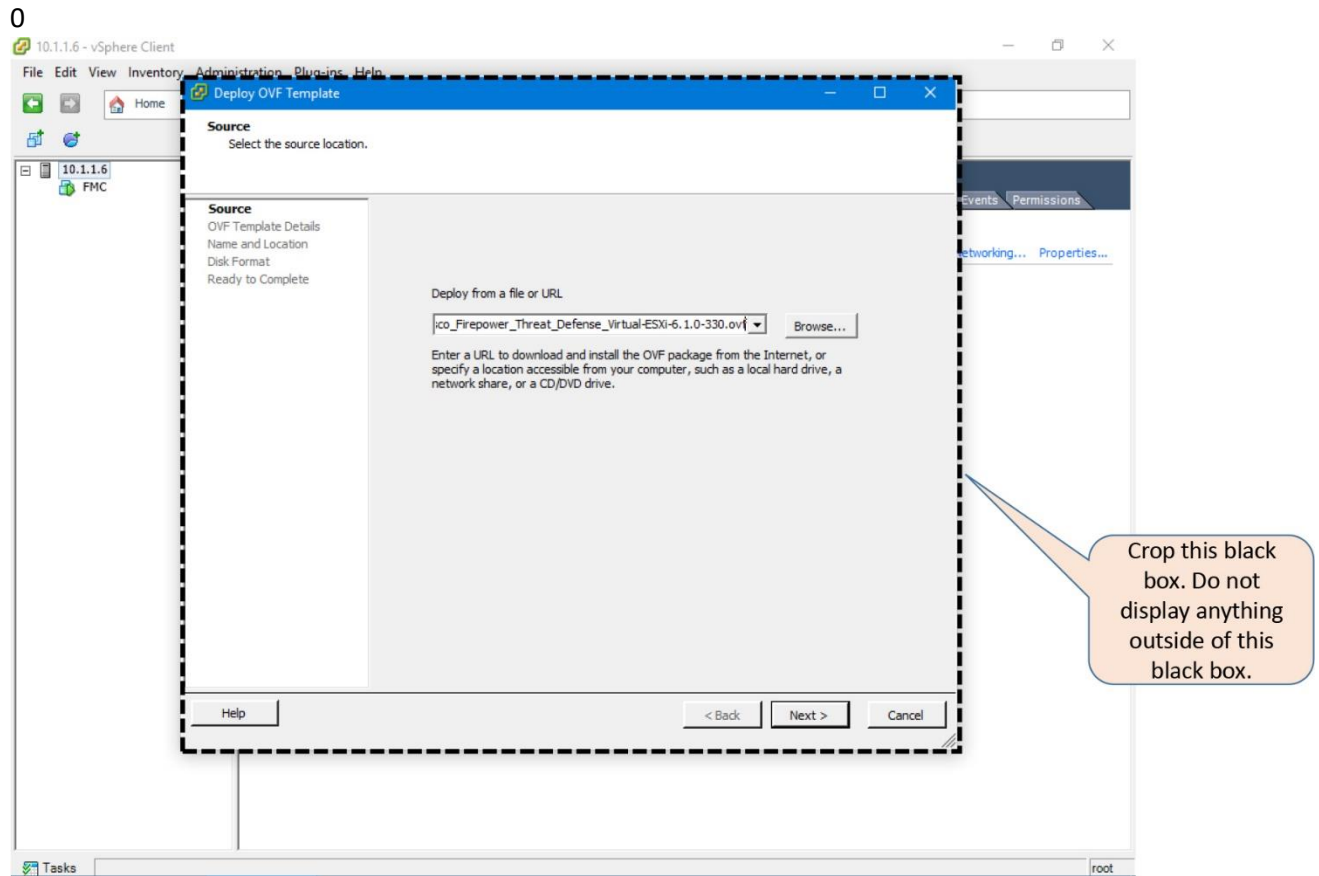 0
10.1.1.6 - vSphere Client
File Edit View Inventory Administration Plug-ins Help
Home
Deploy OVF Template
Source
Select the source location.
10.1.1.6
FMC
Events Permissions
Source
OVF Template Details
Name and Location
Disk Format
Ready to Complete
etworking... Properties...
Deploy from a file or URL
co_Firepower_Threat_Defense_Virtual-ESXi-6.1.0-330.ovf
Browse...
Enter a URL to download and install the OVF package from the Internet, or
specify a location accessible from your computer, such as a local hard drive, a
network share, or a CD/DVD drive.
Crop this black
box. Do not
display anything
outside of this
black box.
Help
< Back Next > Cancel
Tasks
root